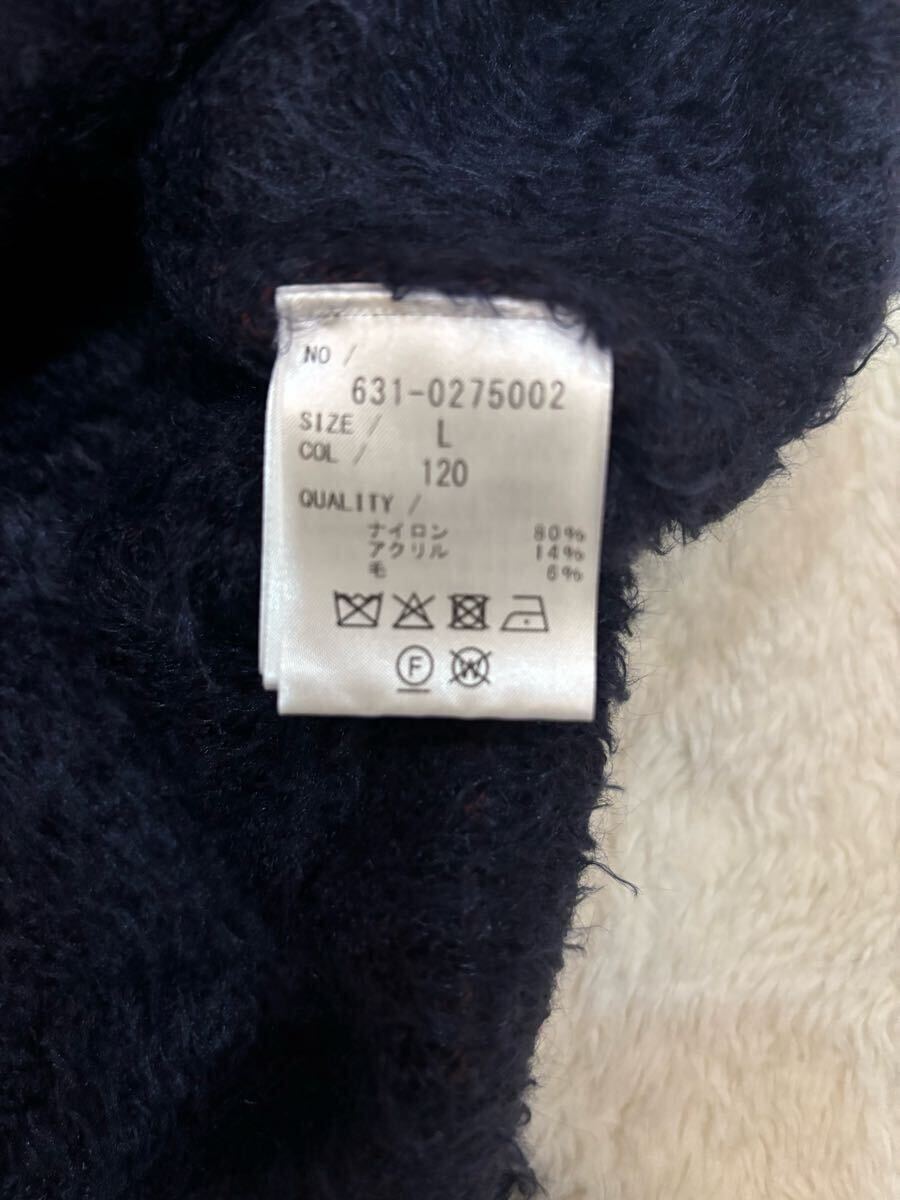 NO /
631-0275002
SIZE / L
COL / 120
QUALITY /
ナイロン 80%
アクリル 14%
毛 6%
F W